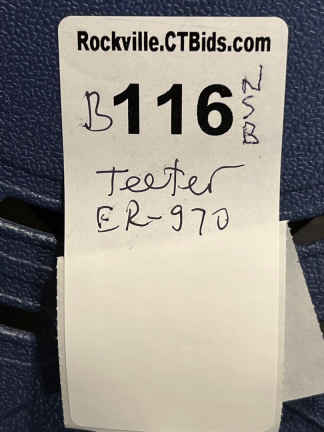 Rockville.CTBids.com
B116 NSB
Teeter
ER-970